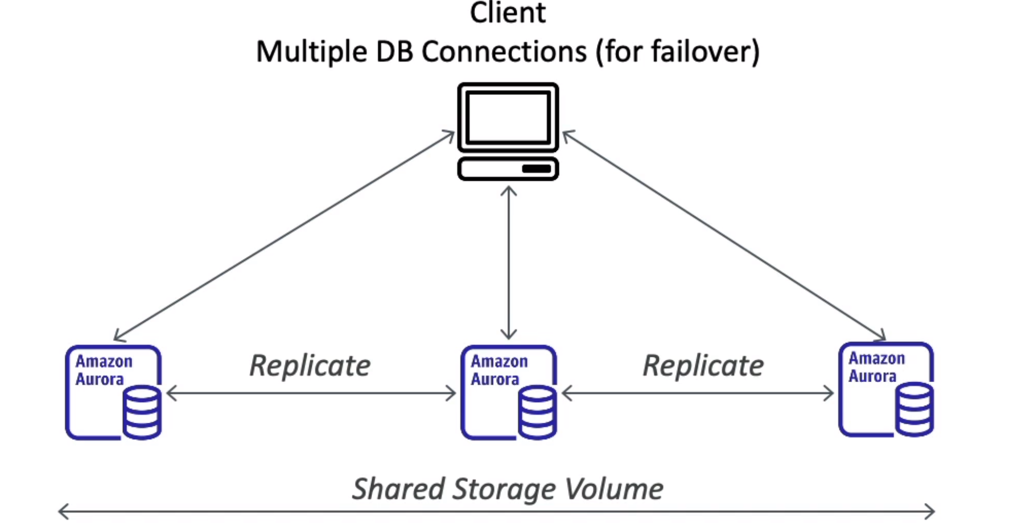 Client
Multiple DB Connections (for failover)
Amazon
Aurora
Replicate
Amazon
Aurora
Replicate
Amazon
Aurora
Shared Storage Volume